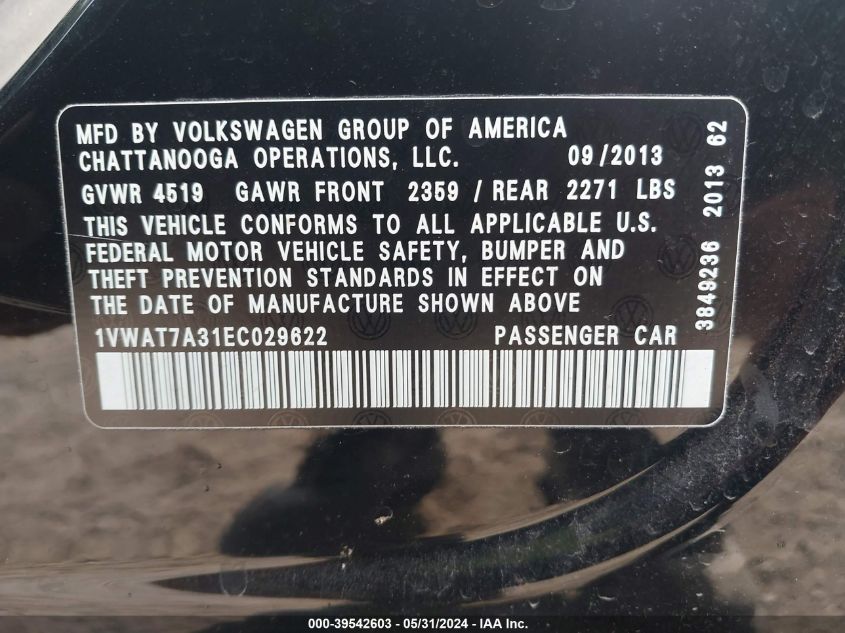 MFD BY VOLKSWAGEN GROUP OF AMERICA
CHATTANOOGA OPERATIONS, LLC. 09/2013
GVWR 4519 GAWR FRONT 2359 / REAR 2271 LBS
THIS VEHICLE CONFORMS TO ALL APPLICABLE U.S.
FEDERAL MOTOR VEHICLE SAFETY, BUMPER AND
THEFT PREVENTION STANDARDS IN EFFECT ON
THE DATE OF MANUFACTURE SHOWN ABOVE
1VWAT7A31EC029622 PASSENGER CAR
3849236 2013 62
000-39542603 - 05/31/2024 - IAA Inc.